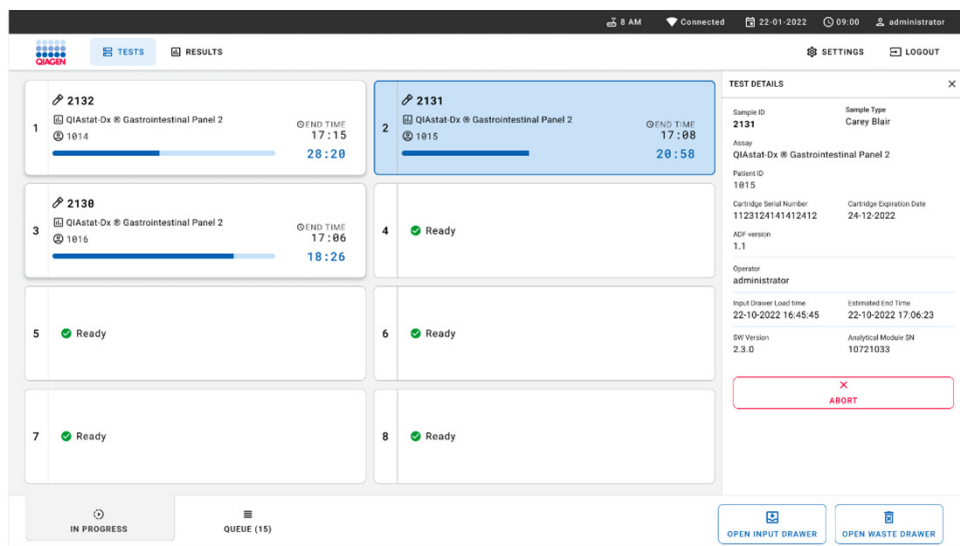 8 AM Connected 22-01-2022 09:00 administrator
QIAGEN TESTS RESULTS SETTINGS LOGOUT
1
2132
QIAstat-Dx ® Gastrointestinal Panel 2
1014
END TIME
17:15
28:20
2
2131
QIAstat-Dx ® Gastrointestinal Panel 2
1015
END TIME
17:08
20:58
3
2130
QIAstat-Dx ® Gastrointestinal Panel 2
1016
END TIME
17:06
18:26
4 Ready
5 Ready
6 Ready
7 Ready
8 Ready
TEST DETAILS
Sample ID Sample Type
2131 Carey Blair
Assay
QIAstat-Dx ® Gastrointestinal Panel 2
Patient ID
1015
Cartridge Serial Number Cartridge Expiration Date
1123124141412412 24-12-2022
ADF version
1.1
Operator
administrator
Input Drawer Load time Estimated End Time
22-10-2022 16:45:45 22-10-2022 17:06:23
SW Version Analytical Module SN
2.3.0 10721033
ABORT
IN PROGRESS QUEUE (15) OPEN INPUT DRAWER OPEN WASTE DRAWER